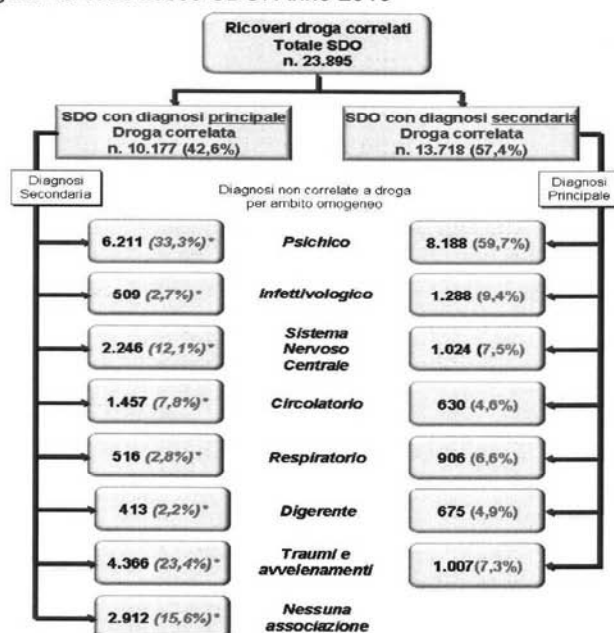 Ricoveri droga correlati
Totale SDO
n. 23.895
SDO con diagnosi principale
Droga correlata
n. 10.177 (42,6%)
SDO con diagnosi secondaria
Droga correlata
n. 13.718 (57,4%)
Diagnosi
Secondaria
Diagnosi non correlate a droga
per ambito omogeneo
Diagnosi
Principale
6.211 (33,3%)*
Psichico
8.188 (59,7%)
509 (2,7%)*
Infettivologico
1.288 (9,4%)
2.246 (12,1%)*
Sistema
Nervoso
Centrale
1.024 (7,5%)
1.457 (7,8%)*
Circolatorio
630 (4,6%)
516 (2,8%)*
Respiratorio
906 (6,6%)
413 (2,2%)*
Digerente
675 (4,9%)
4.366 (23,4%)*
Traumi e
avvelenamenti
1.007(7,3%)
2.912 (15,6%)*
Nessuna
associazione